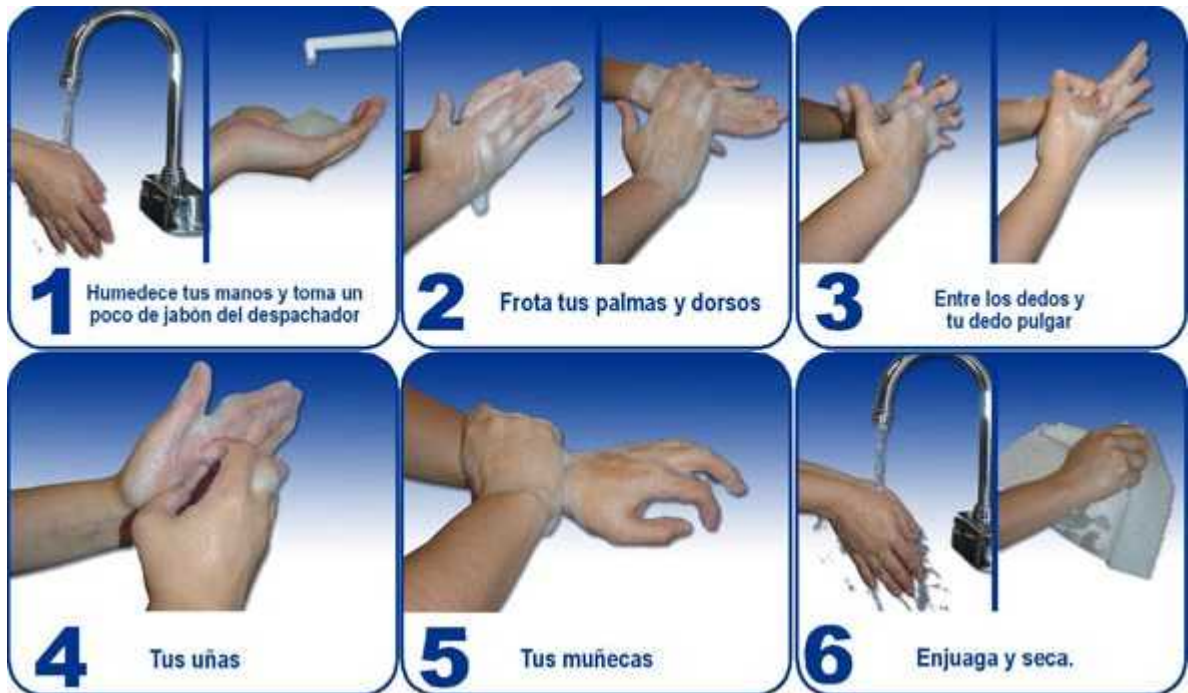 1
Humedece tus manos y toma un
poco de jabón del despachador
2
Frota tus palmas y dorsos
3
Entre los dedos y
tu dedo pulgar
4
Tus uñas
5
Tus muñecas
6
Enjuaga y seca.